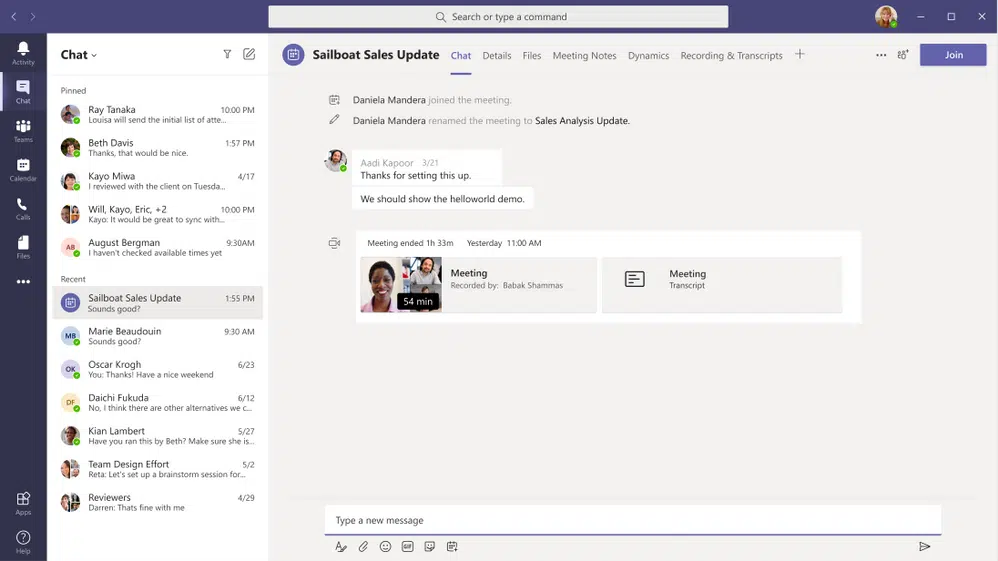 Search or type a command
Activity
Chat
Teams
Calendar
Calls
Files
Apps
Help
Chat
Pinned
Ray Tanaka 10:00 PM
Louisa will send the initial list of atte...
Beth Davis 1:57 PM
Thanks, that would be nice.
Kayo Miwa 4/17
I reviewed with the client on Tuesda...
Will, Kayo, Eric, +2 10:00 PM
Kayo: It would be great to sync with...
AB
August Bergman 9:30AM
I haven't checked available times yet
Recent
Sailboat Sales Update 1:55 PM
Sounds good?
MB
Marie Beaudouin 9:30 AM
Sounds good?
OK
Oscar Krogh 6/23
You: Thanks! Have a nice weekend
DF
Daichi Fukuda 6/12
No, I think there are other alternatives we c...
Kian Lambert 5/27
Have you ran this by Beth? Make sure she is...
Team Design Effort 5/2
Reta: Let's set up a brainstorm session for...
Reviewers 4/29
Darren: Thats fine with me
Sailboat Sales Update Chat Details Files Meeting Notes Dynamics Recording & Transcripts Join
Daniela Mandera joined the meeting.
Daniela Mandera renamed the meeting to Sales Analysis Update.
Aadi Kapoor 3/21
Thanks for setting this up.
We should show the helloworld demo.
Meeting ended 1h 33m Yesterday 11:00 AM
54 min
Meeting
Recorded by: Babak Shammas
Meeting
Transcript
Type a new message
GIF